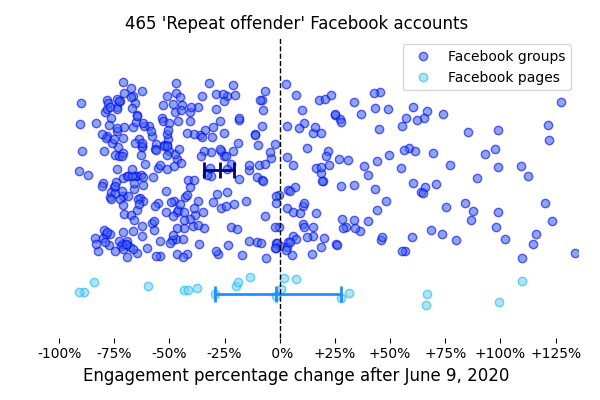 465 'Repeat offender' Facebook accounts
Facebook groups
Facebook pages
-100% -75% -50% -25% 0% +25% +50% +75% +100% +125%
Engagement percentage change after June 9, 2020